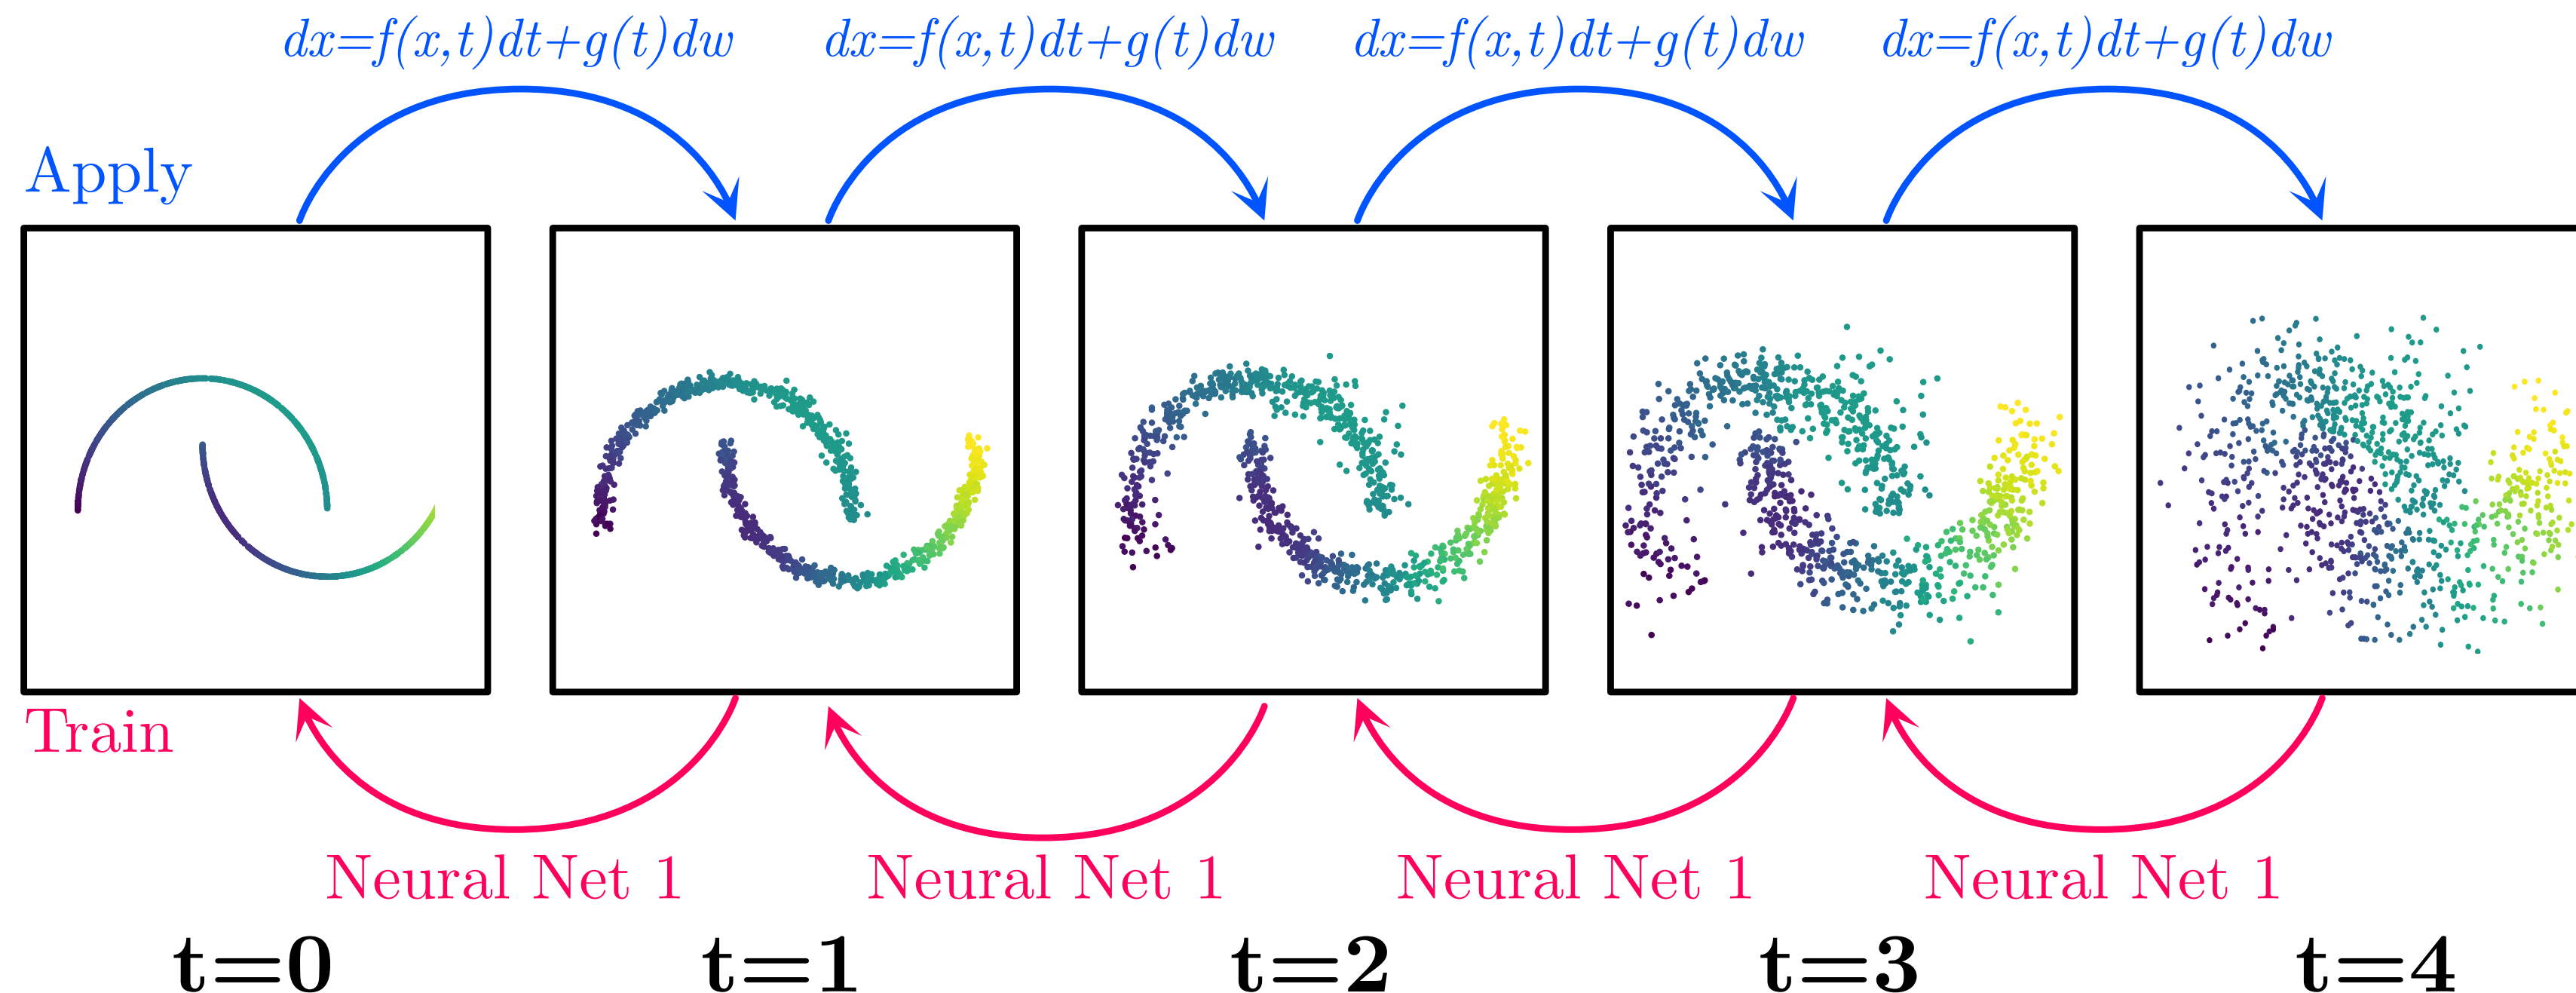 dx=f(x,t)dt+g(t)dw
dx=f(x,t)dt+g(t)dw
dx=f(x,t)dt+g(t)dw
dx=f(x,t)dt+g(t)dw
Apply
Train
Neural Net 1
Neural Net 1
Neural Net 1
Neural Net 1
t=0
t=1
t=2
t=3
t=4